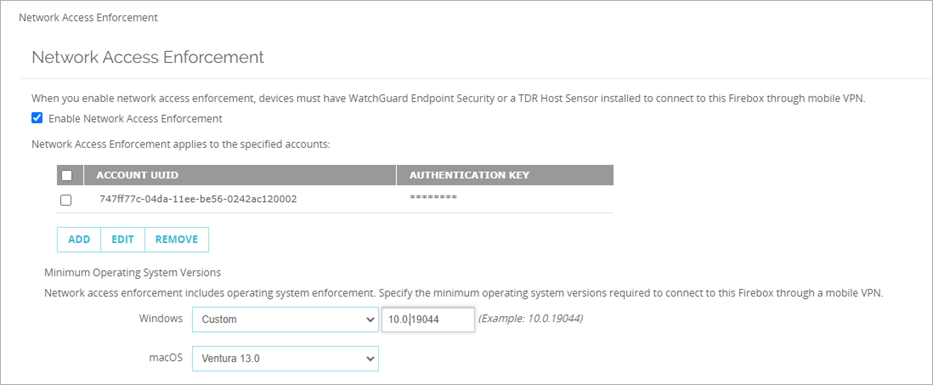 Network Access Enforcement
Network Access Enforcement
When you enable network access enforcement, devices must have WatchGuard Endpoint Security or a TDR Host Sensor installed to connect to this Firebox through mobile VPN.
Enable Network Access Enforcement
Network Access Enforcement applies to the specified accounts:
ACCOUNT UUID AUTHENTICATION KEY
747ff77c-04da-11ee-be56-0242ac120002 ********
ADD EDIT REMOVE
Minimum Operating System Versions
Network access enforcement includes operating system enforcement. Specify the minimum operating system versions required to connect to this Firebox through a mobile VPN.
Windows Custom 10.0.19044 (Example: 10.0.19044)
macOS Ventura 13.0